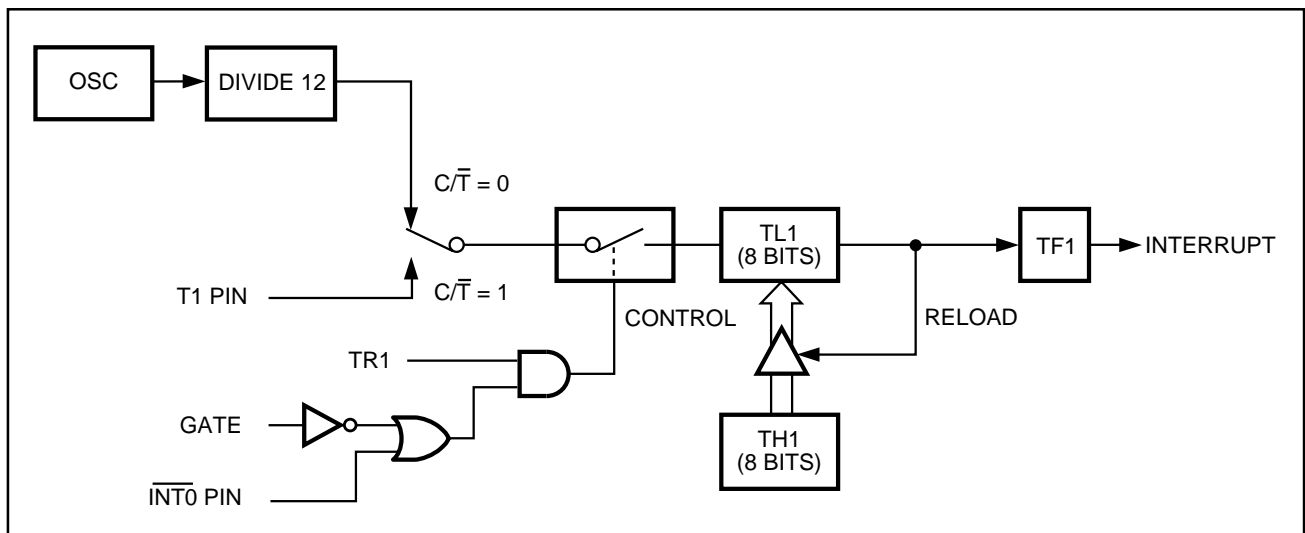 OSC
DIVIDE 12
C/T̅ = 0
TL1
(8 BITS)
TF1
INTERRUPT
T1 PIN
C/T̅ = 1
CONTROL
RELOAD
TR1
GATE
TH1
(8 BITS)
I̅N̅T̅0̅ PIN